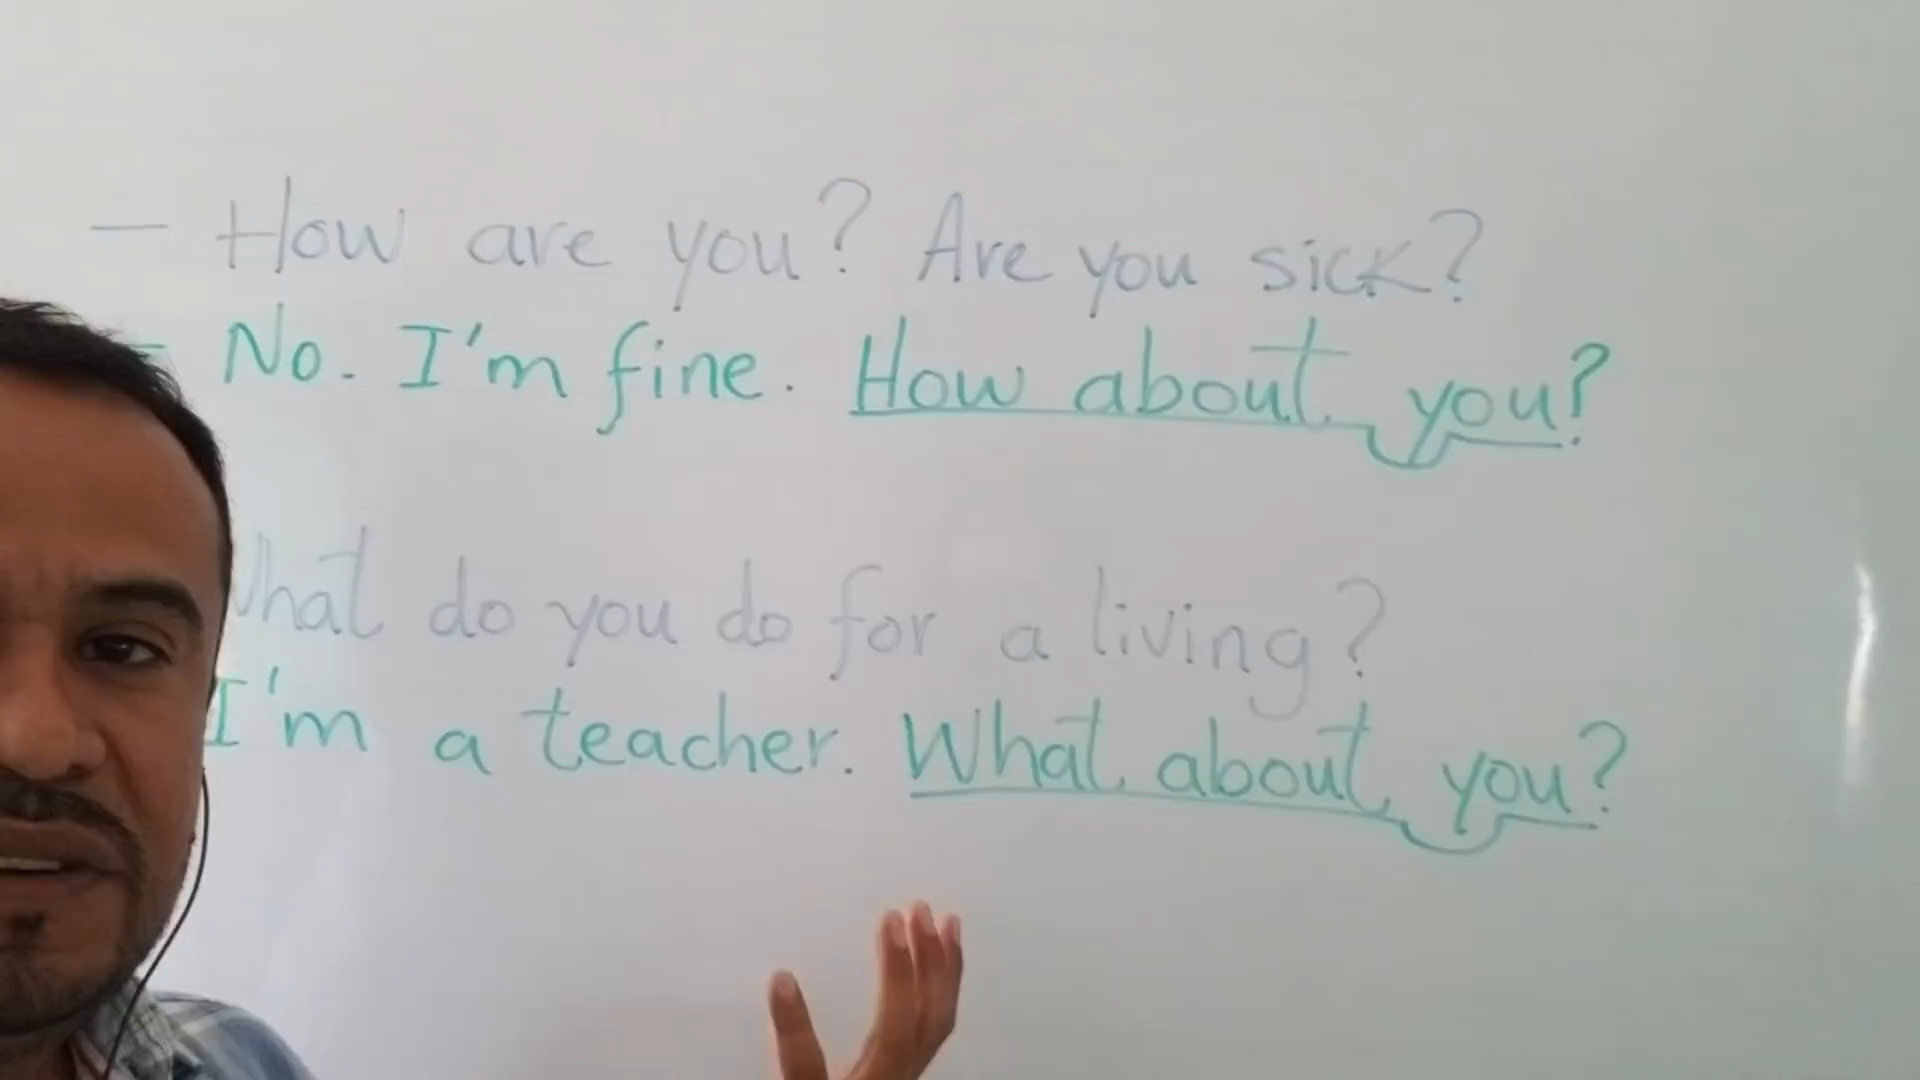 — How are you? Are you sick?
- No. I'm fine. How about you?
What do you do for a living?
I'm a teacher. What about you?